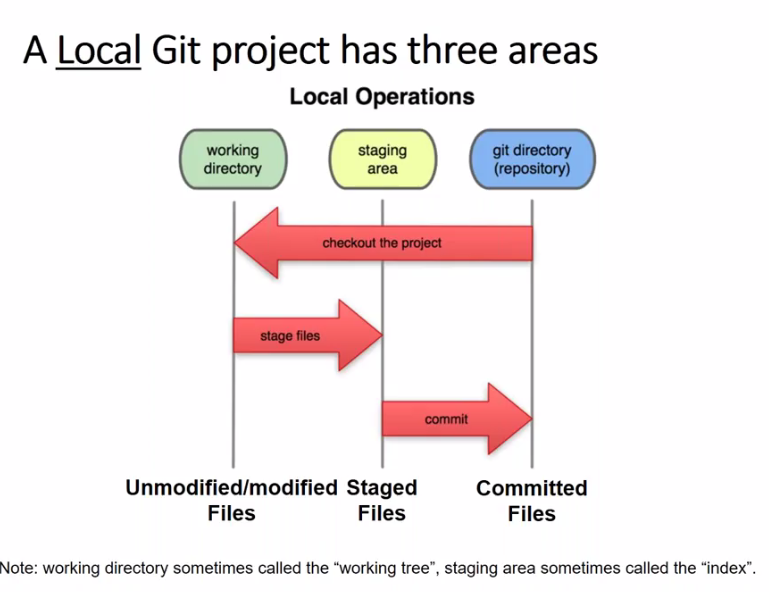 A Local Git project has three areas
Local Operations
working
directory
staging
area
git directory
(repository)
checkout the project
stage files
commit
Unmodified/modified
Files
Staged
Files
Committed
Files
Note: working directory sometimes called the “working tree”, staging area sometimes called the “index”.